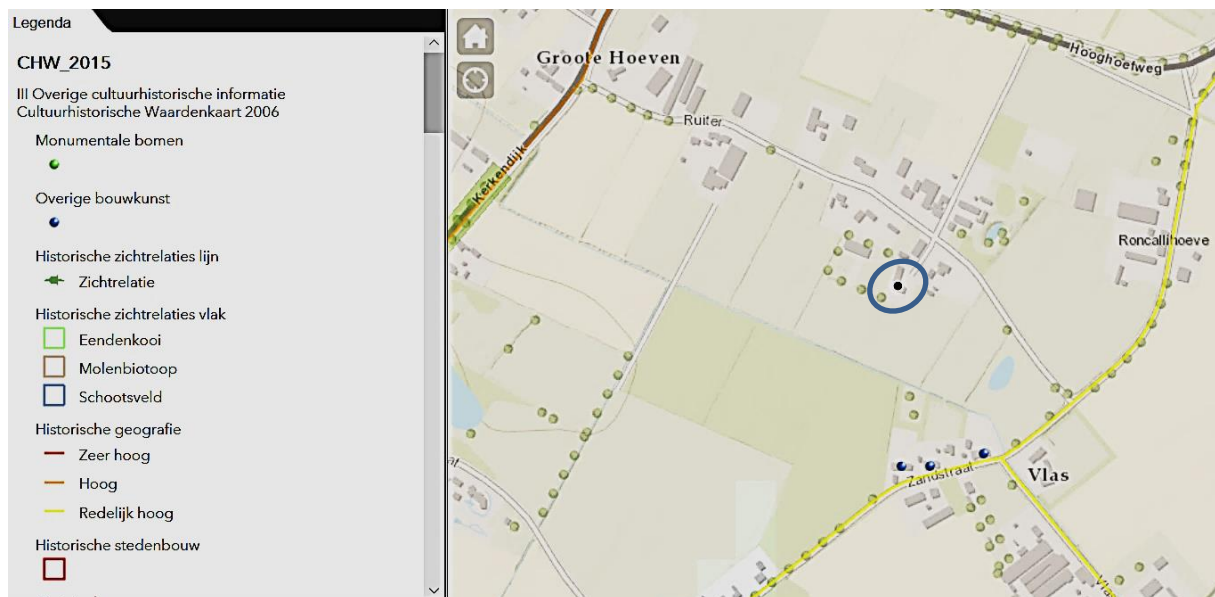 Legenda
CHW_2015
III Overige cultuurhistorische informatie
Cultuurhistorische Waardenkaart 2006
Monumentale bomen
Overige bouwkunst
Historische zichtrelaties lijn
Zichtrelatie
Historische zichtrelaties vlak
Eendenkooi
Molenbiotoop
Schootsveld
Historische geografie
Zeer hoog
Hoog
Redelijk hoog
Historische stedenbouw
Groote Hoeven
Hooghoefweg
Ruiter
Kerkendijk
Roncallihoeve
Zandstraat
Vlas